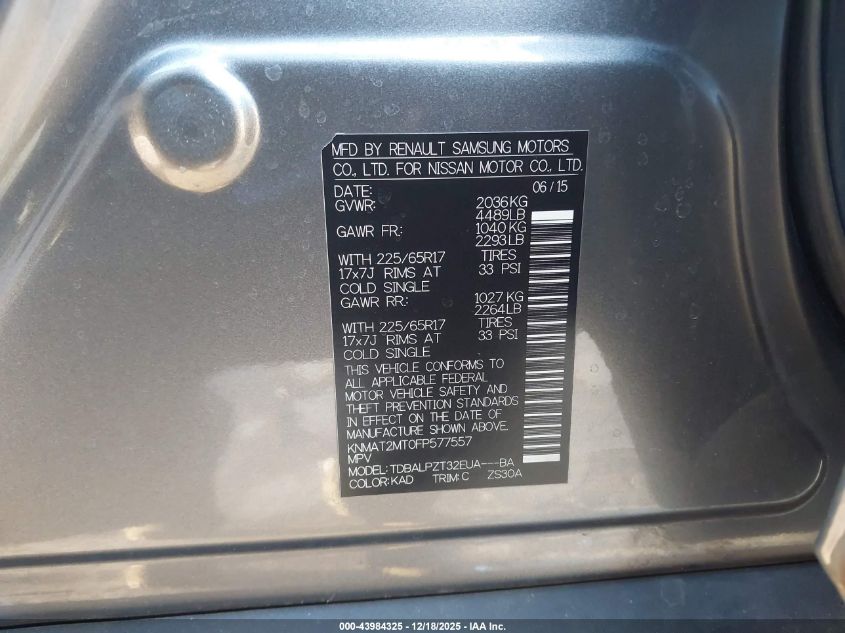 MFD BY RENAULT SAMSUNG MOTORS
CO., LTD. FOR NISSAN MOTOR CO., LTD.
DATE: 06/15
GVWR: 2036KG
4489LB
GAWR FR: 1040 KG
2293LB
WITH 225/65R17 TIRES
17x7J RIMS AT 33 PSI
COLD SINGLE
GAWR RR: 1027 KG
2264LB
WITH 225/65R17 TIRES
17x7J RIMS AT 33 PSI
COLD SINGLE
THIS VEHICLE CONFORMS TO
ALL APPLICABLE FEDERAL
MOTOR VEHICLE SAFETY AND
THEFT PREVENTION STANDARDS
IN EFFECT ON THE DATE OF
MANUFACTURE SHOWN ABOVE.
KNMAT2MT0FP577557
MPV
MODEL: TDBALPZT32EUA---BA
COLOR: KAD TRIM: C ZS30A
000-43984325 - 12/18/2025 - IAA Inc.